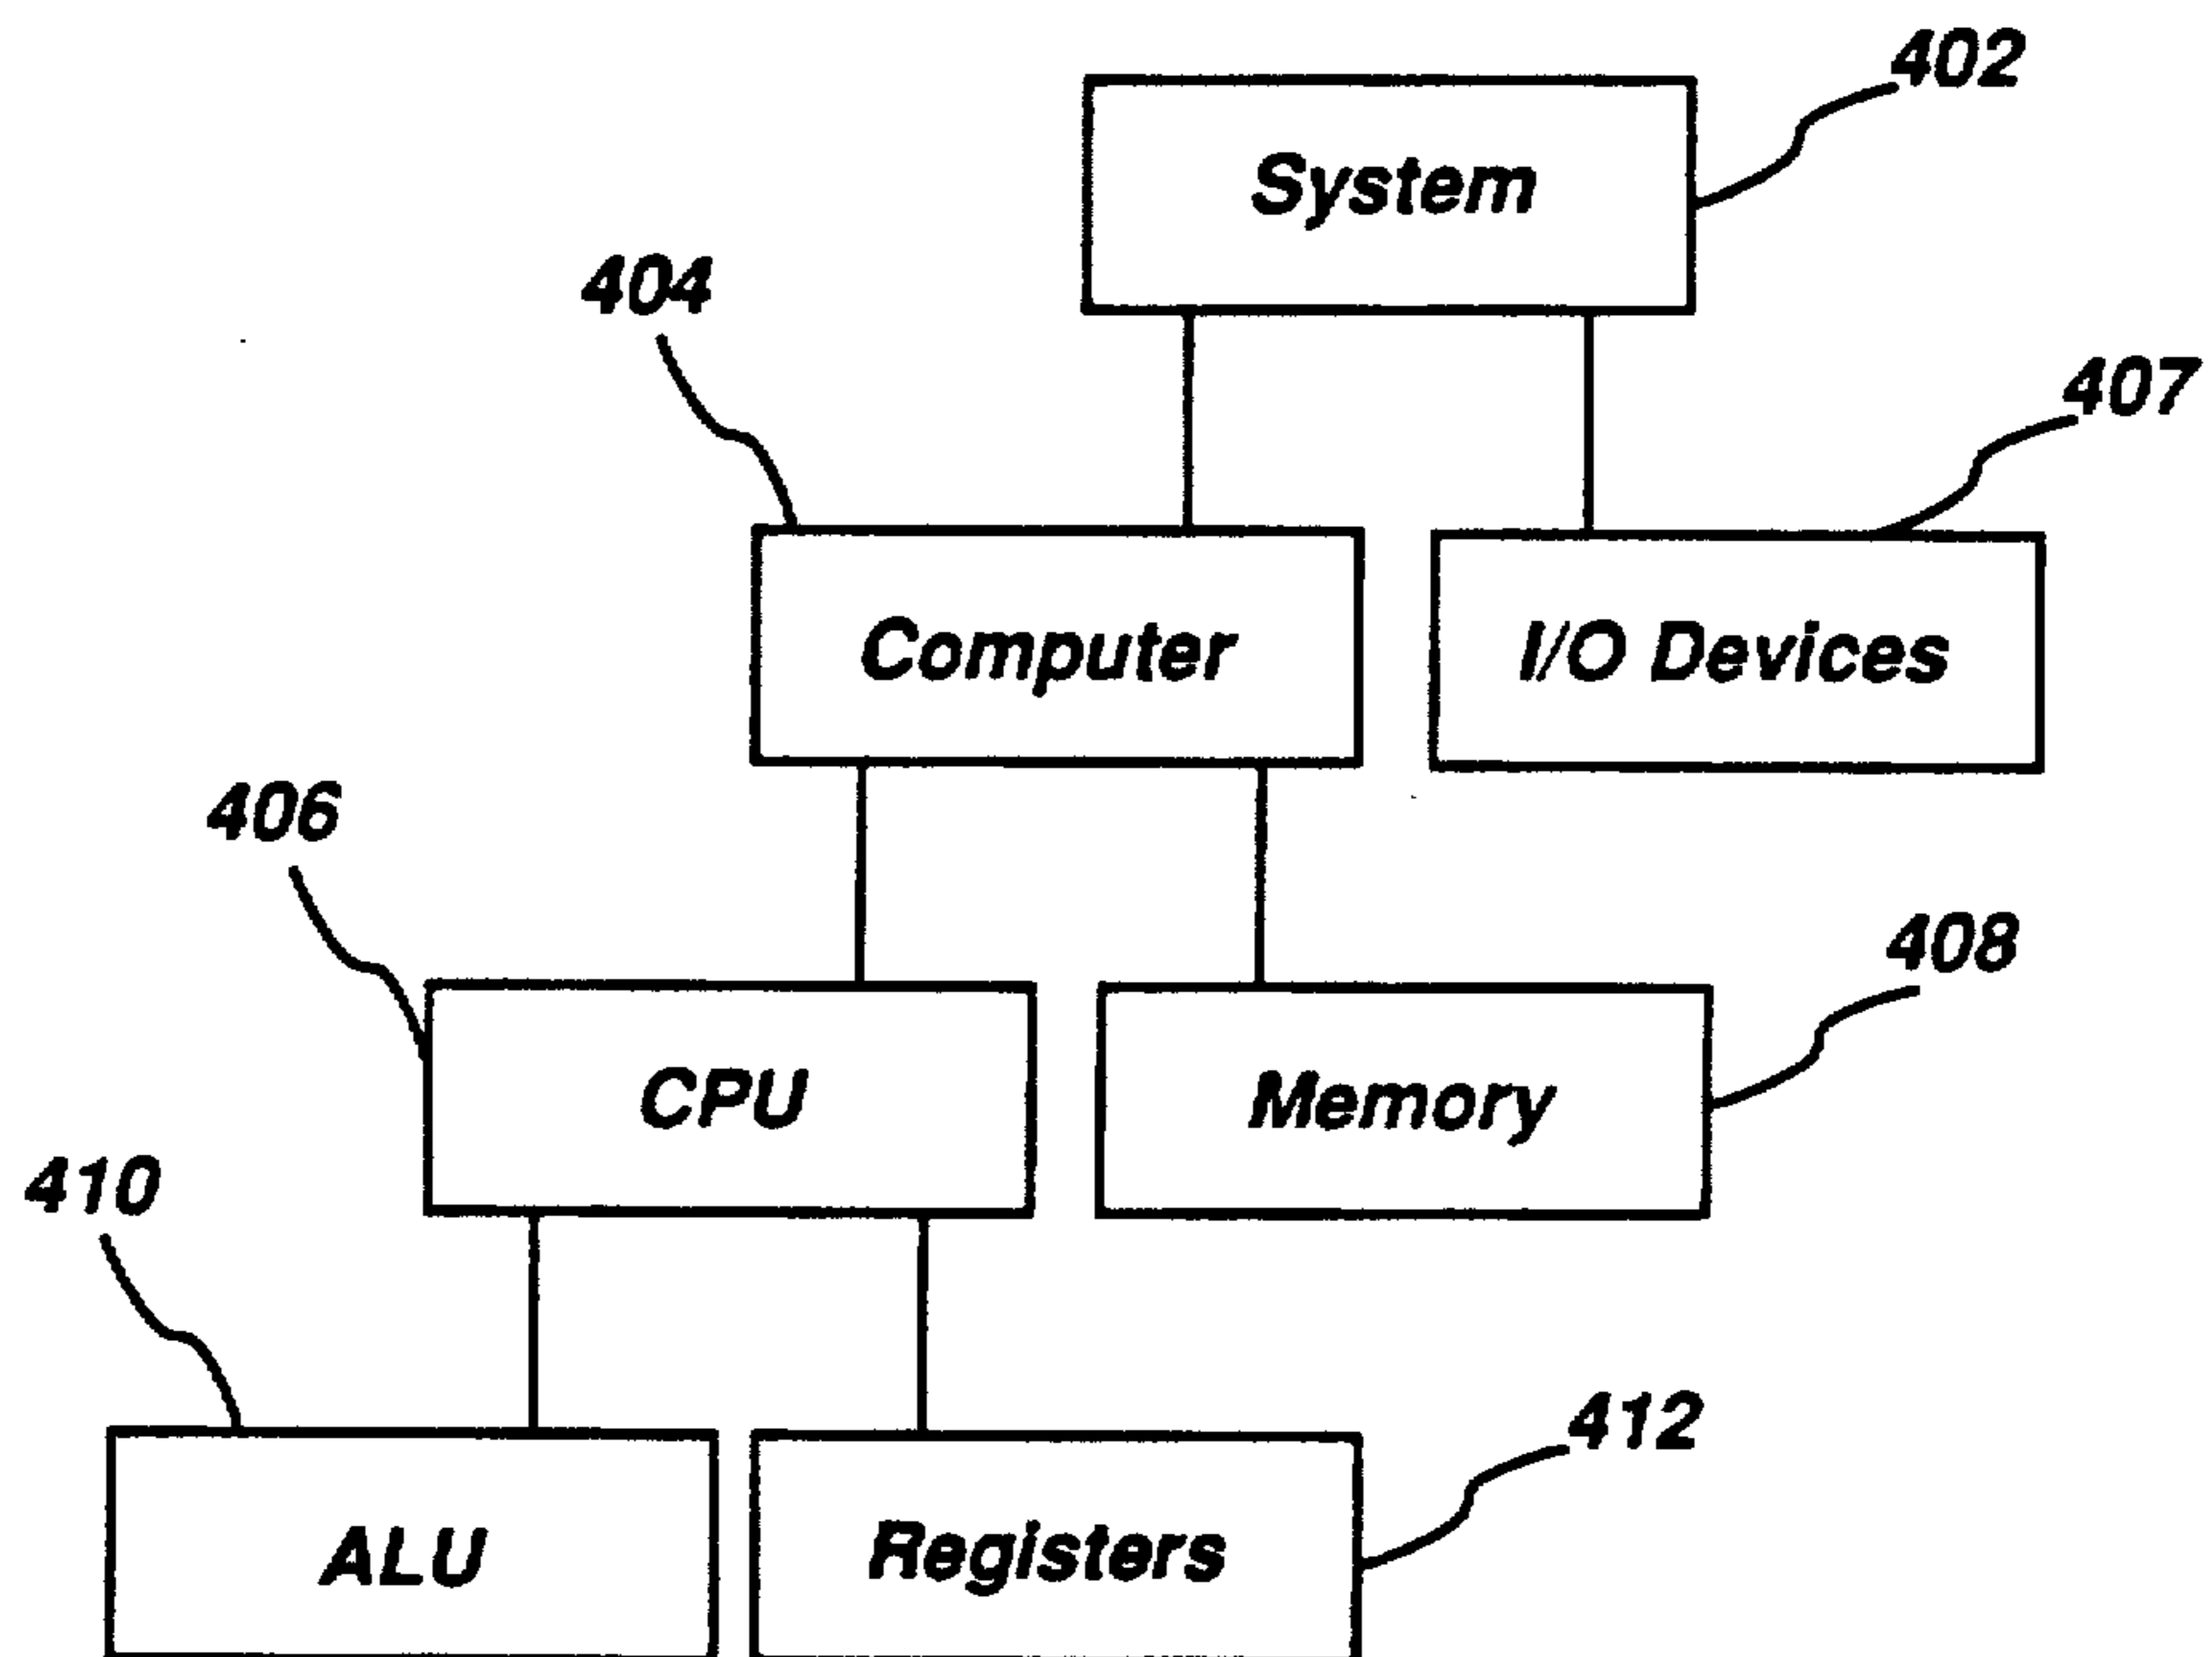 402
System
404
407
Computer
I/O Devices
406
408
CPU
Memory
410
412
ALU
Registers